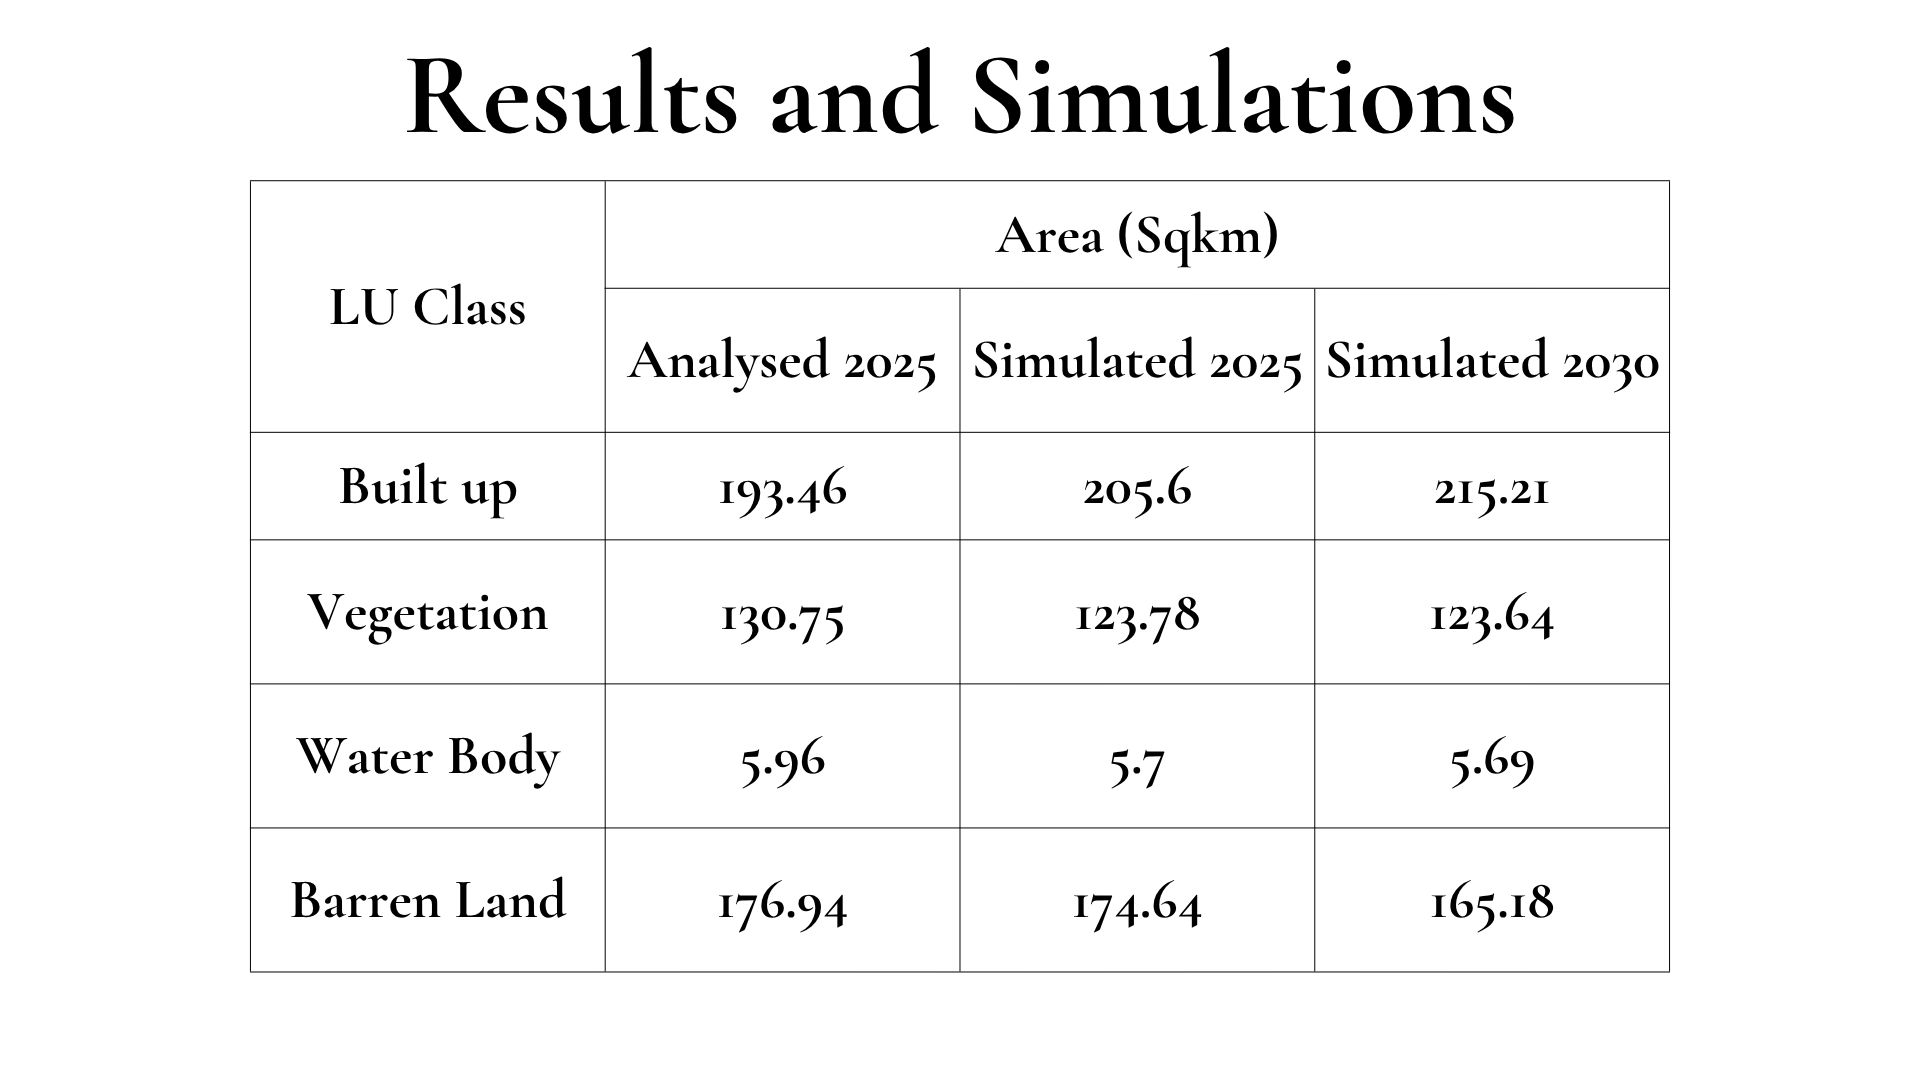 Results and Simulations
LU Class
Area (Sqkm)
Analysed 2025 Simulated 2025 Simulated 2030
Built up 193.46 205.6 215.21
Vegetation 130.75 123.78 123.64
Water Body 5.96 5.7 5.69
Barren Land 176.94 174.64 165.18